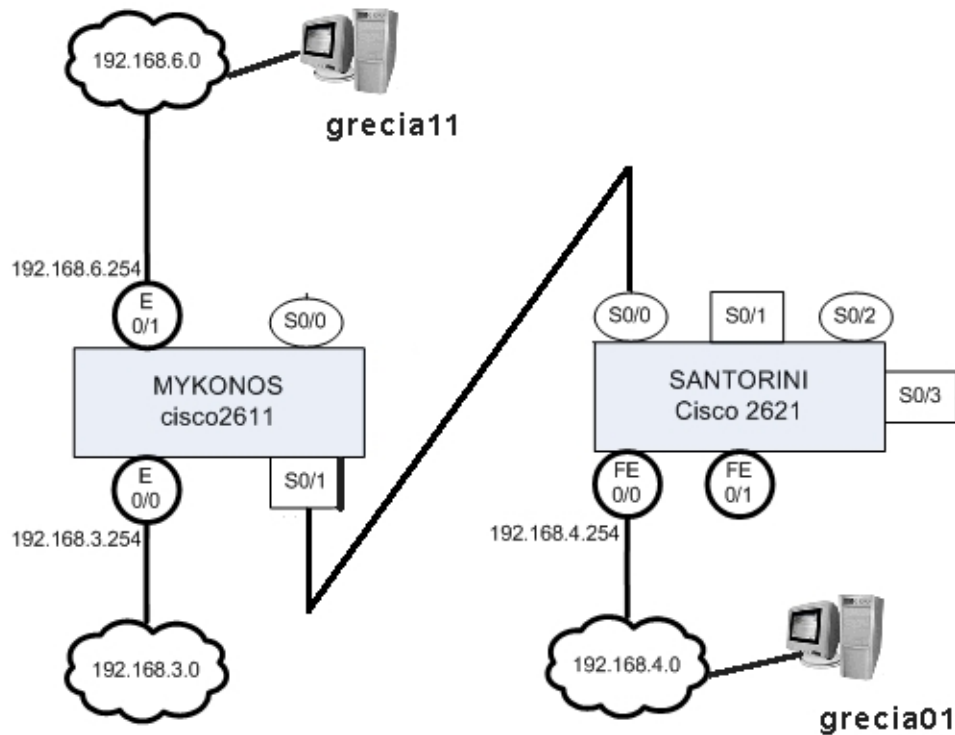 192.168.6.0
grecia11
192.168.6.254
E
0/1
S0/0
MYKONOS
cisco2611
E
0/0
S0/1
192.168.3.254
192.168.3.0
S0/0
S0/1
S0/2
SANTORINI
Cisco 2621
S0/3
FE
0/0
FE
0/1
192.168.4.254
192.168.4.0
grecia01